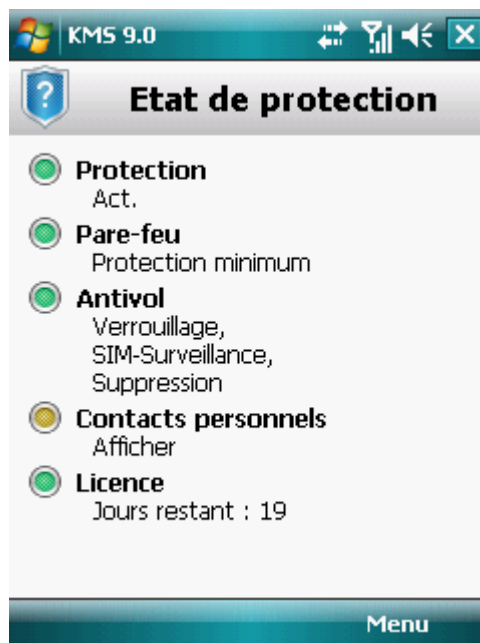 KMS 9.0
Etat de protection
Protection
Act.
Pare-feu
Protection minimum
Antivol
Verrouillage,
SIM-Surveillance,
Suppression
Contacts personnels
Afficher
Licence
Jours restant : 19
Menu